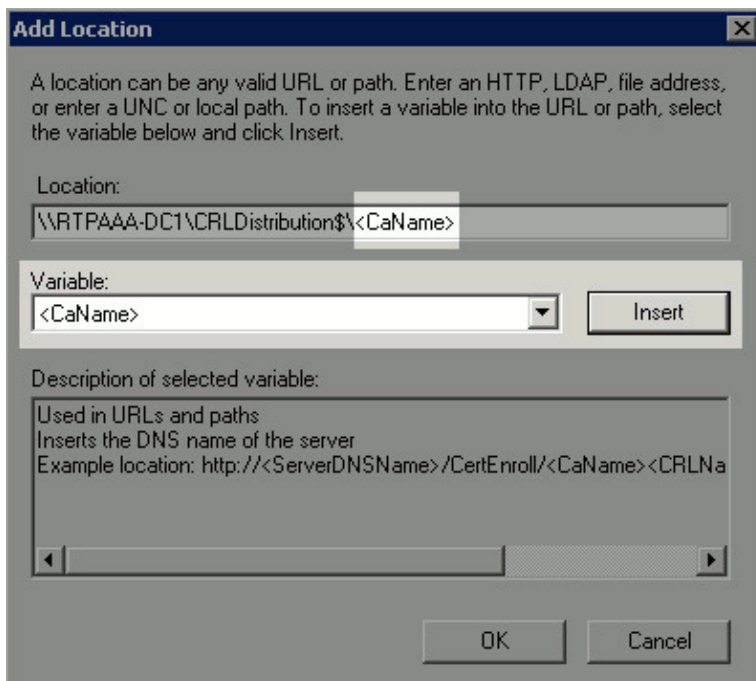 Add Location
A location can be any valid URL or path. Enter an HTTP, LDAP, file address,
or enter a UNC or local path. To insert a variable into the URL or path, select
the variable below and click Insert.
Location:
\\RTPAAA-DC1\CRLDistribution$\<CaName>
Variable:
<CaName>
Insert
Description of selected variable:
Used in URLs and paths
Inserts the DNS name of the server
Example location: http://<ServerDNSName>/CertEnroll/<CaName><CRLNa
OK
Cancel